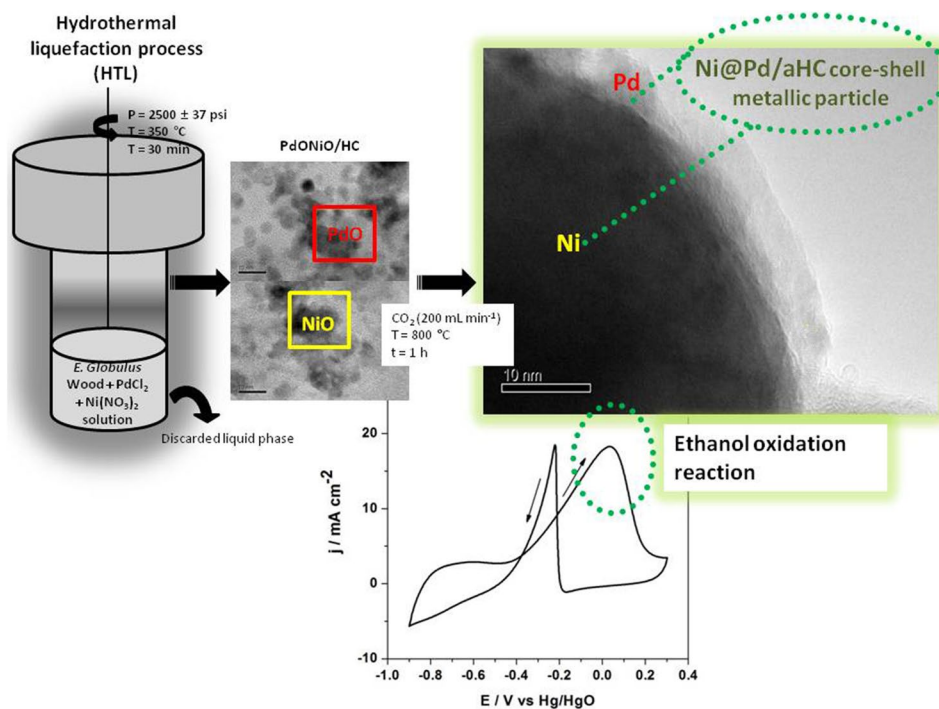 Hydrothermal
liquefaction process
(HTL)
P = 2500 ± 37 psi
T = 350 °C
T = 30 min
E. Globulus
Wood + PdCl₂
+ Ni(NO₃)₂
solution
Discarded liquid phase
PdONiO/HC
PdO
NiO
CO₂ (200 mL min⁻¹)
T = 800 °C
t = 1 h
Pd
Ni@Pd/aHC core-shell
metallic particle
Ni
10 nm
Ethanol oxidation
reaction
20
10
0
-10
j / mA cm⁻²
-1.0 -0.8 -0.6 -0.4 -0.2 0.0 0.2 0.4
E / V vs Hg/HgO